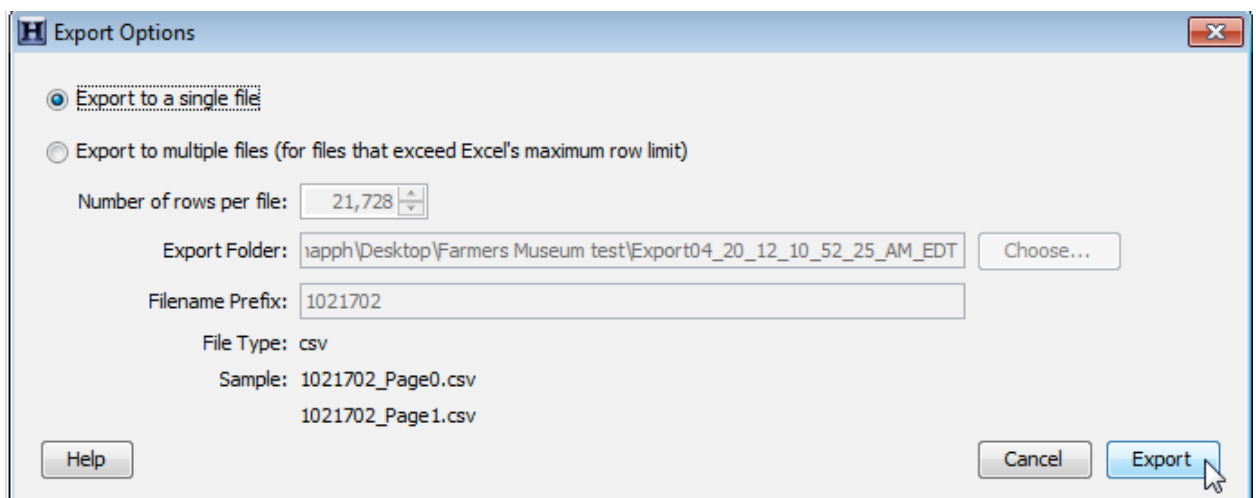 Export Options
Export to a single file
Export to multiple files (for files that exceed Excel's maximum row limit)
Number of rows per file: 21,728
Export Folder: \Desktop\Farmers Museum test\Export04_20_12_10_52_25_AM_EDT Choose...
Filename Prefix: 1021702
File Type: csv
Sample: 1021702_Page0.csv
1021702_Page1.csv
Help Cancel Export